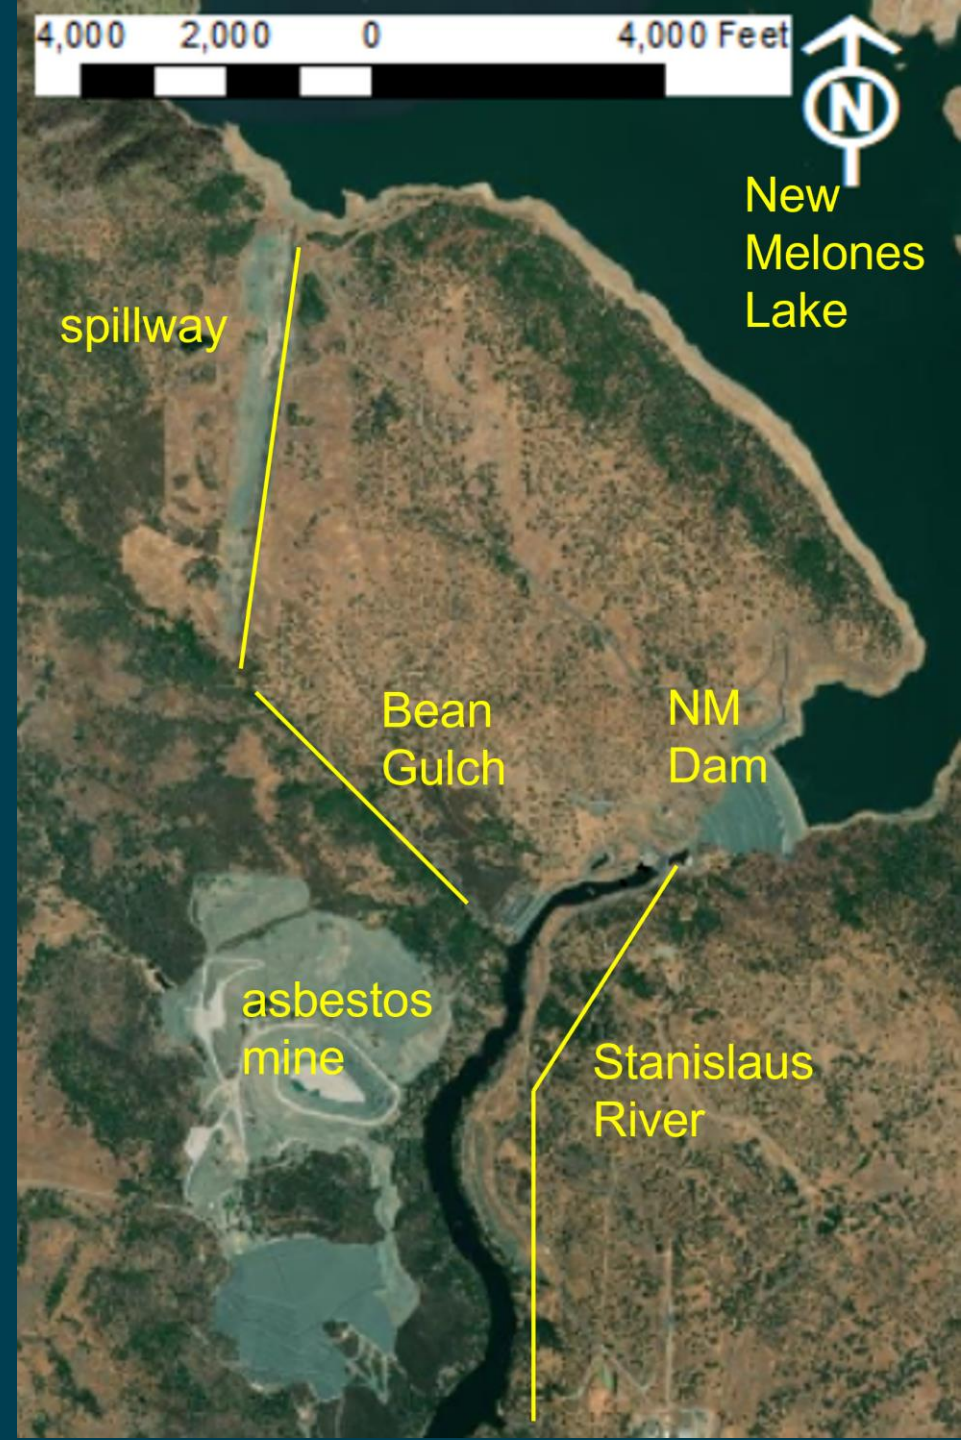 4,000 2,000 0 4,000 Feet
N
New
Melones
Lake
spillway
Bean
Gulch
NM
Dam
asbestos
mine
Stanislaus
River